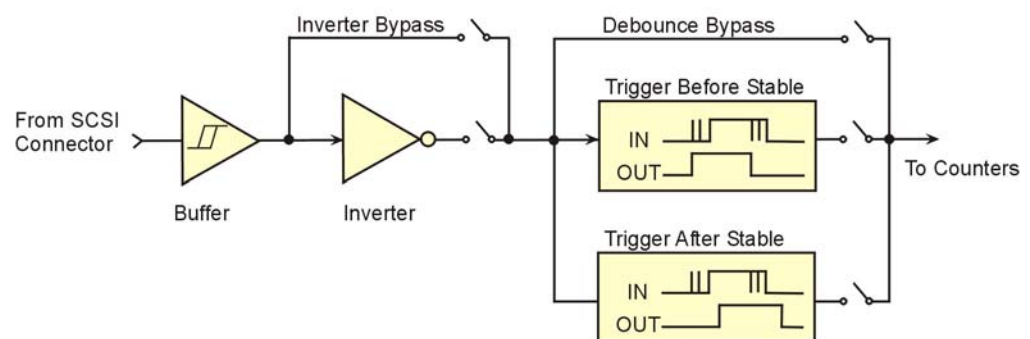 Inverter Bypass
Debounce Bypass
Trigger Before Stable
From SCSI
Connector
IN
OUT
To Counters
Buffer
Inverter
Trigger After Stable
IN
OUT